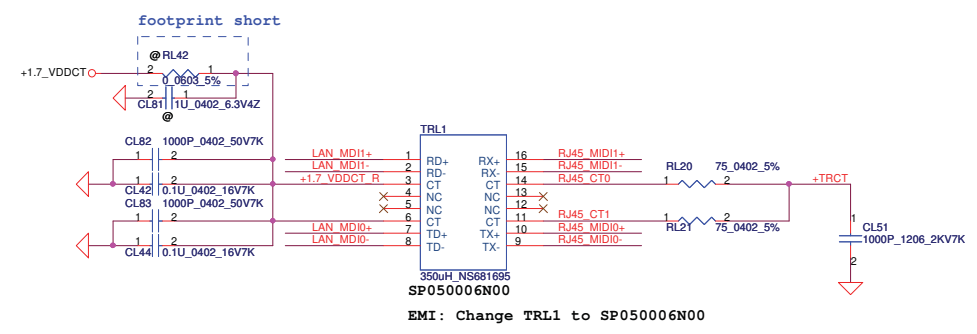 footprint short
@ RL42
+1.7_VDDCT
2 1
0_0603_5%
2 1
CL81 1U_0402_6.3V4Z
@
CL82 1000P_0402_50V7K
1 2
1 2
CL42 0.1U_0402_16V7K
CL83 1000P_0402_50V7K
1 2
1 2
CL44 0.1U_0402_16V7K
TRL1
LAN_MDI1+ 1 RD+ RX+ 16 RJ45_MIDI1+
LAN_MDI1- 2 RD- RX- 15 RJ45_MIDI1-
+1.7_VDDCT_R 3 CT CT 14 RJ45_CT0
4 NC NC 13
5 NC NC 12
6 CT CT 11 RJ45_CT1
LAN_MDI0+ 7 TD+ TX+ 10 RJ45_MIDI0+
LAN_MDI0- 8 TD- TX- 9 RJ45_MIDI0-
350uH_NS681695
SP050006N00
EMI: Change TRL1 to SP050006N00
RL20 75_0402_5%
1 2
+TRCT
1 2
RL21 75_0402_5%
1
CL51
1000P_1206_2KV7K
2